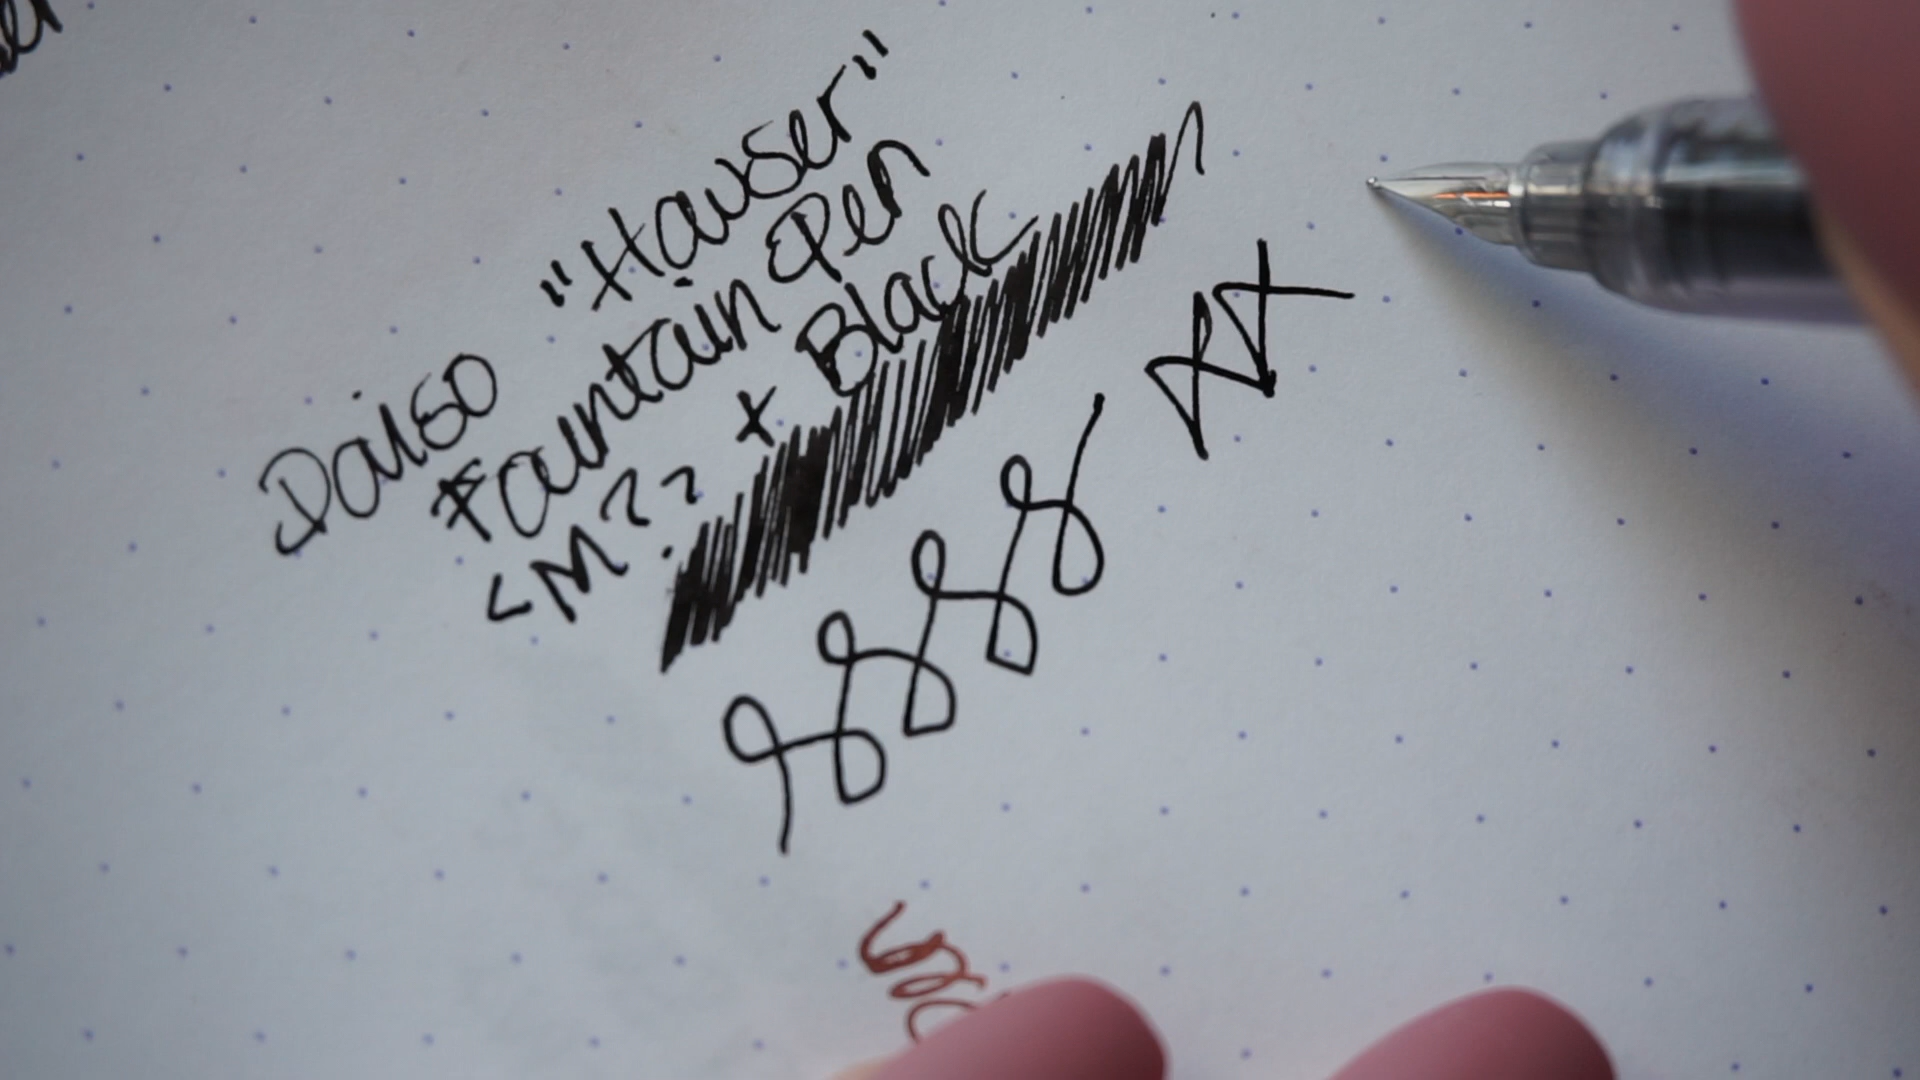 Daiso "Hauser"
Fountain Pen
<M?? + Black